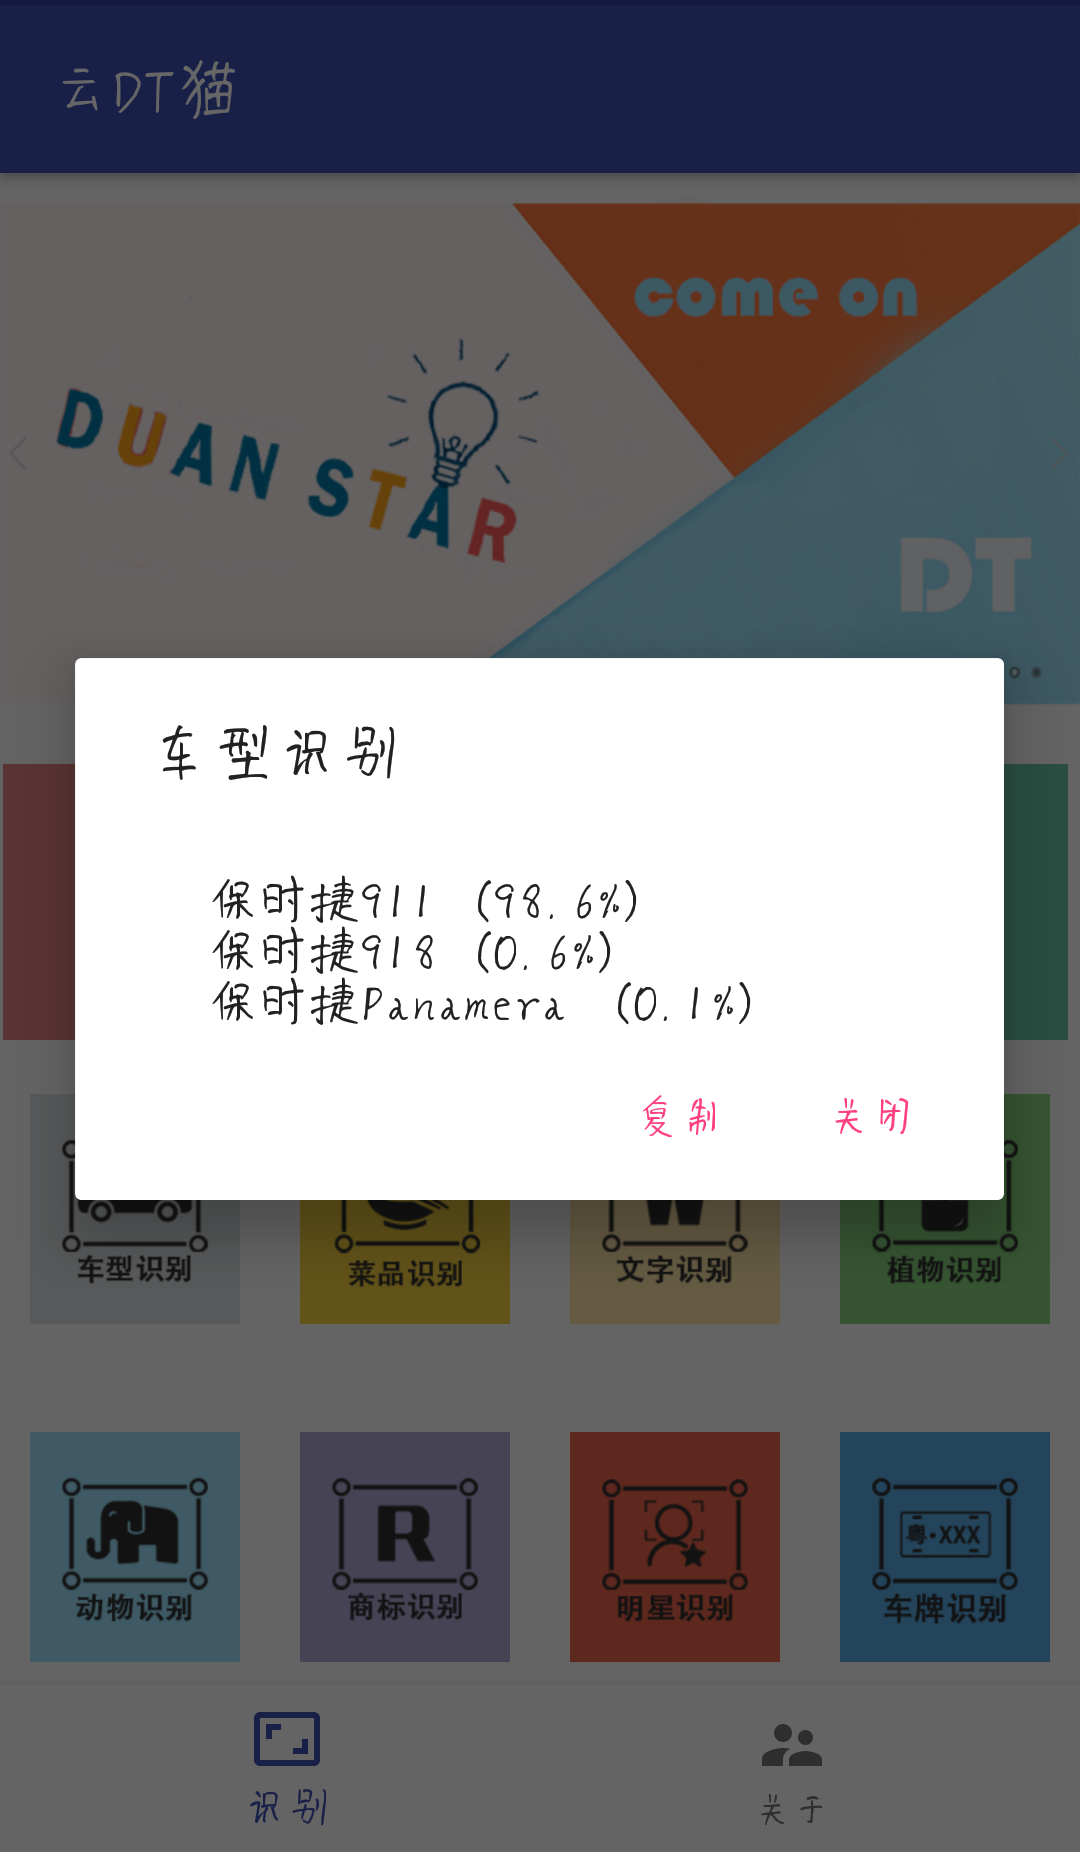 云DT猫
come on
DUAN STAR
DT
车型识别
保时捷911 (98.6%)
保时捷918 (0.6%)
保时捷Panamera (0.1%)
复制 关闭
车型识别 菜品识别 文字识别 植物识别
R
粤·XXX
动物识别 商标识别 明星识别 车牌识别
识别 关于